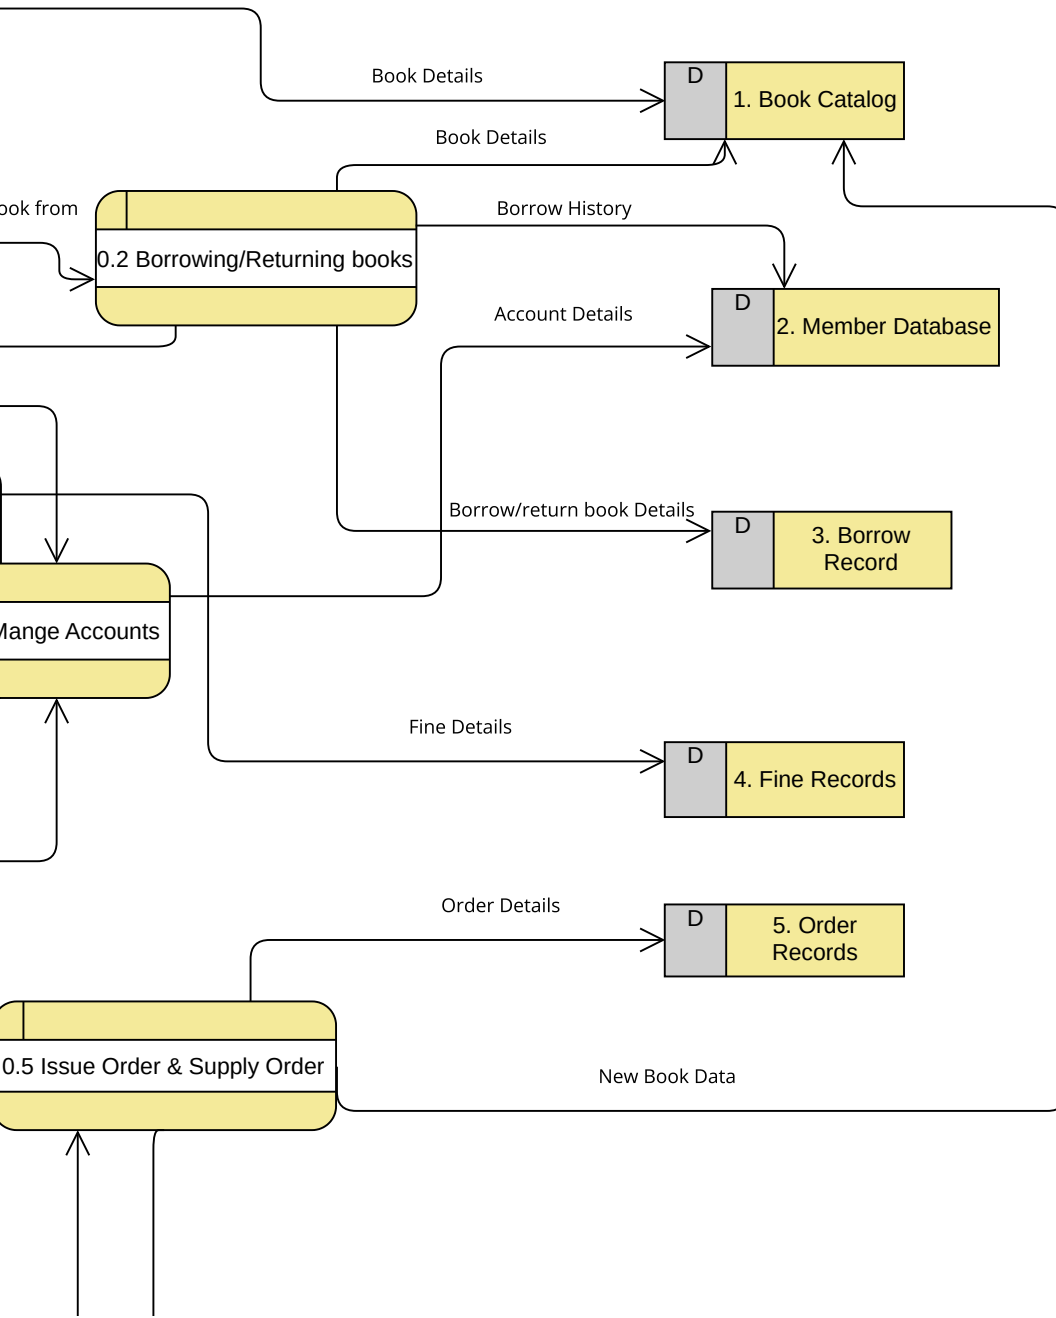 Book Details
D
1. Book Catalog
Book Details
ook from
Borrow History
0.2 Borrowing/Returning books
D
Account Details
2. Member Database
Borrow/return book Details
D
3. Borrow
Record
Mange Accounts
Fine Details
D
4. Fine Records
Order Details
D
5. Order
Records
0.5 Issue Order & Supply Order
New Book Data